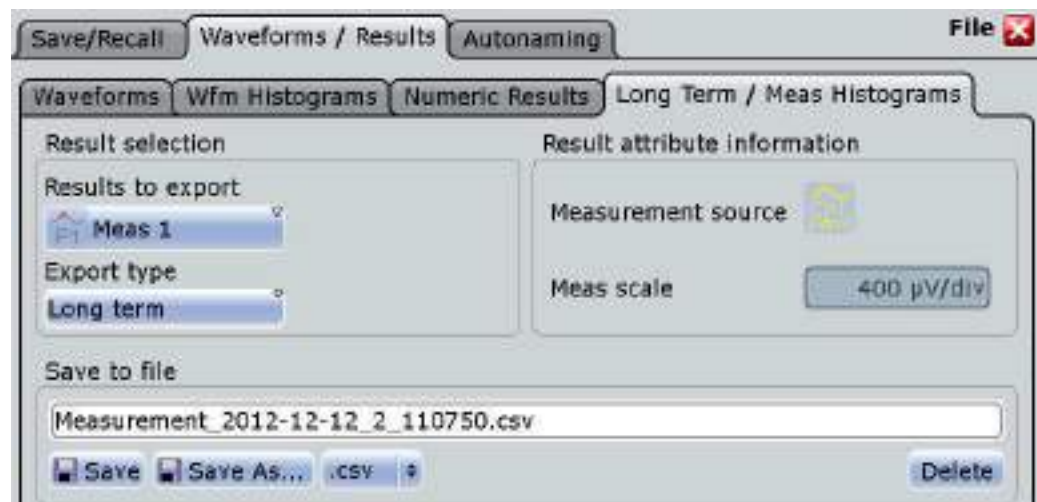 Save/Recall Waveforms / Results Autonaming File
Waveforms Wfm Histograms Numeric Results Long Term / Meas Histograms
Result selection Result attribute information
Results to export
Measurement source
Meas 1
Export type
Meas scale 400 µV/div
Long term
Save to file
Measurement_2012-12-12_2_110750.csv
Save Save As... .csv Delete